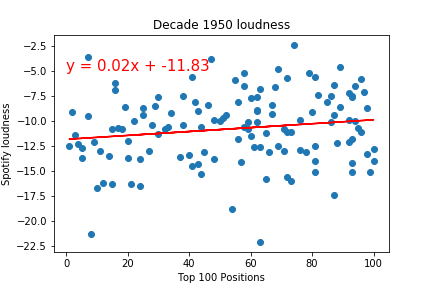 Decade 1950 loudness
y = 0.02x + -11.83
−2.5
−5.0
−7.5
−10.0
−12.5
−15.0
−17.5
−20.0
−22.5
Spotify loudness
0 20 40 60 80 100
Top 100 Positions